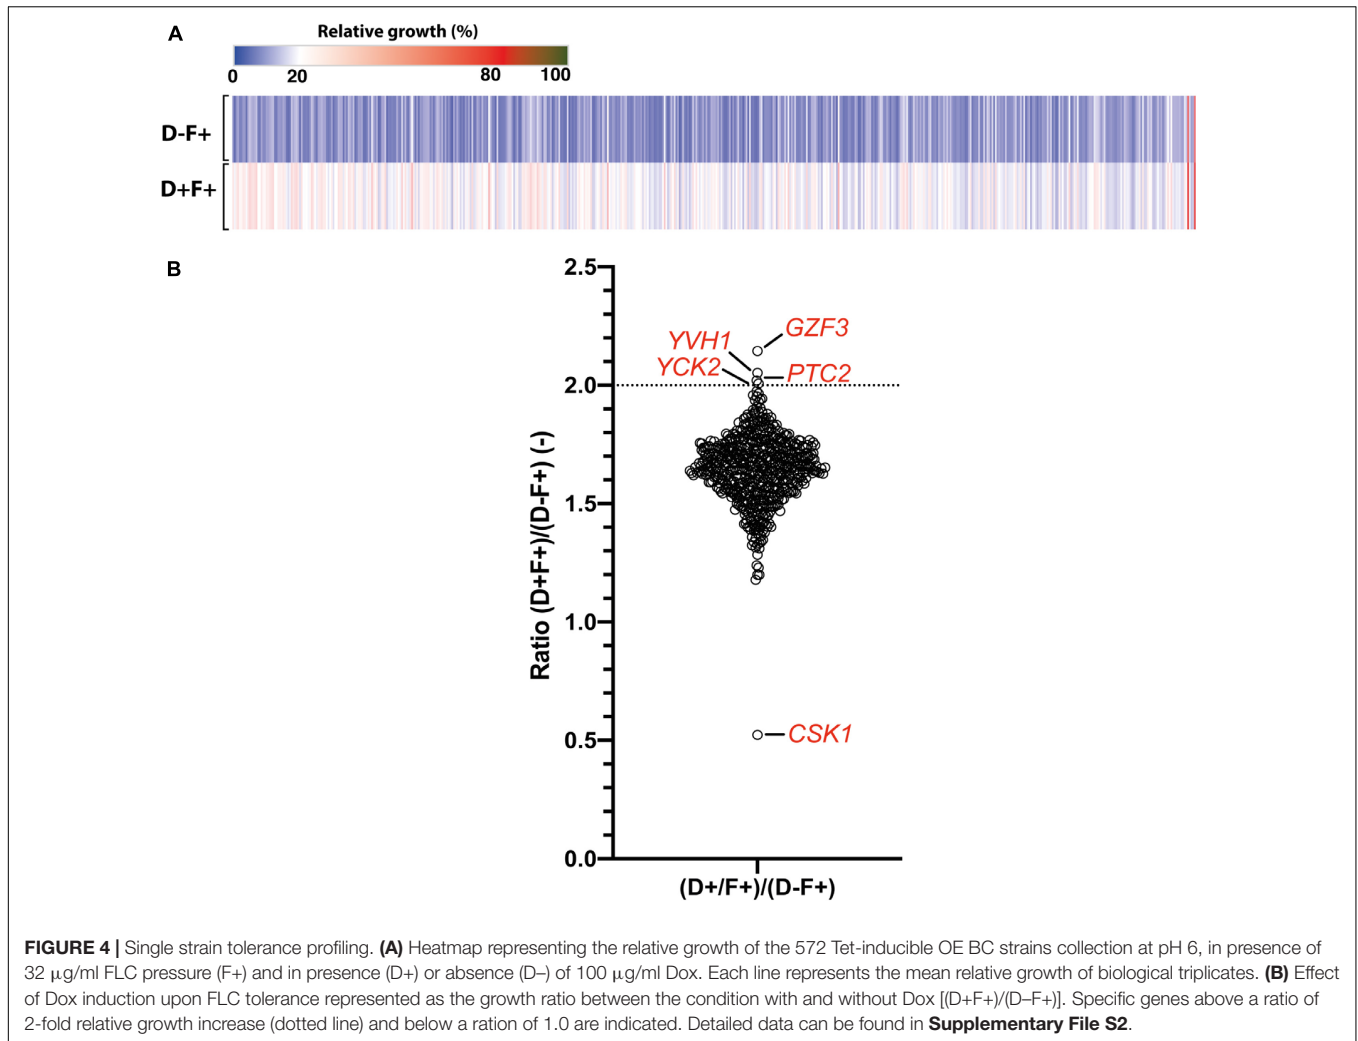 A
Relative growth (%)
0 20 80 100
D-F+
D+F+
B
2.5
2.0
1.5
1.0
0.5
0.0
Ratio (D+F+)/(D-F+) (-)
GZF3
YVH1
YCK2
PTC2
CSK1
(D+/F+)/(D-F+)
FIGURE 4 | Single strain tolerance profiling. (A) Heatmap representing the relative growth of the 572 Tet-inducible OE BC strains collection at pH 6, in presence of
32 μg/ml FLC pressure (F+) and in presence (D+) or absence (D–) of 100 μg/ml Dox. Each line represents the mean relative growth of biological triplicates. (B) Effect
of Dox induction upon FLC tolerance represented as the growth ratio between the condition with and without Dox [(D+F+)/(D–F+)]. Specific genes above a ratio of
2-fold relative growth increase (dotted line) and below a ration of 1.0 are indicated. Detailed data can be found in Supplementary File S2.